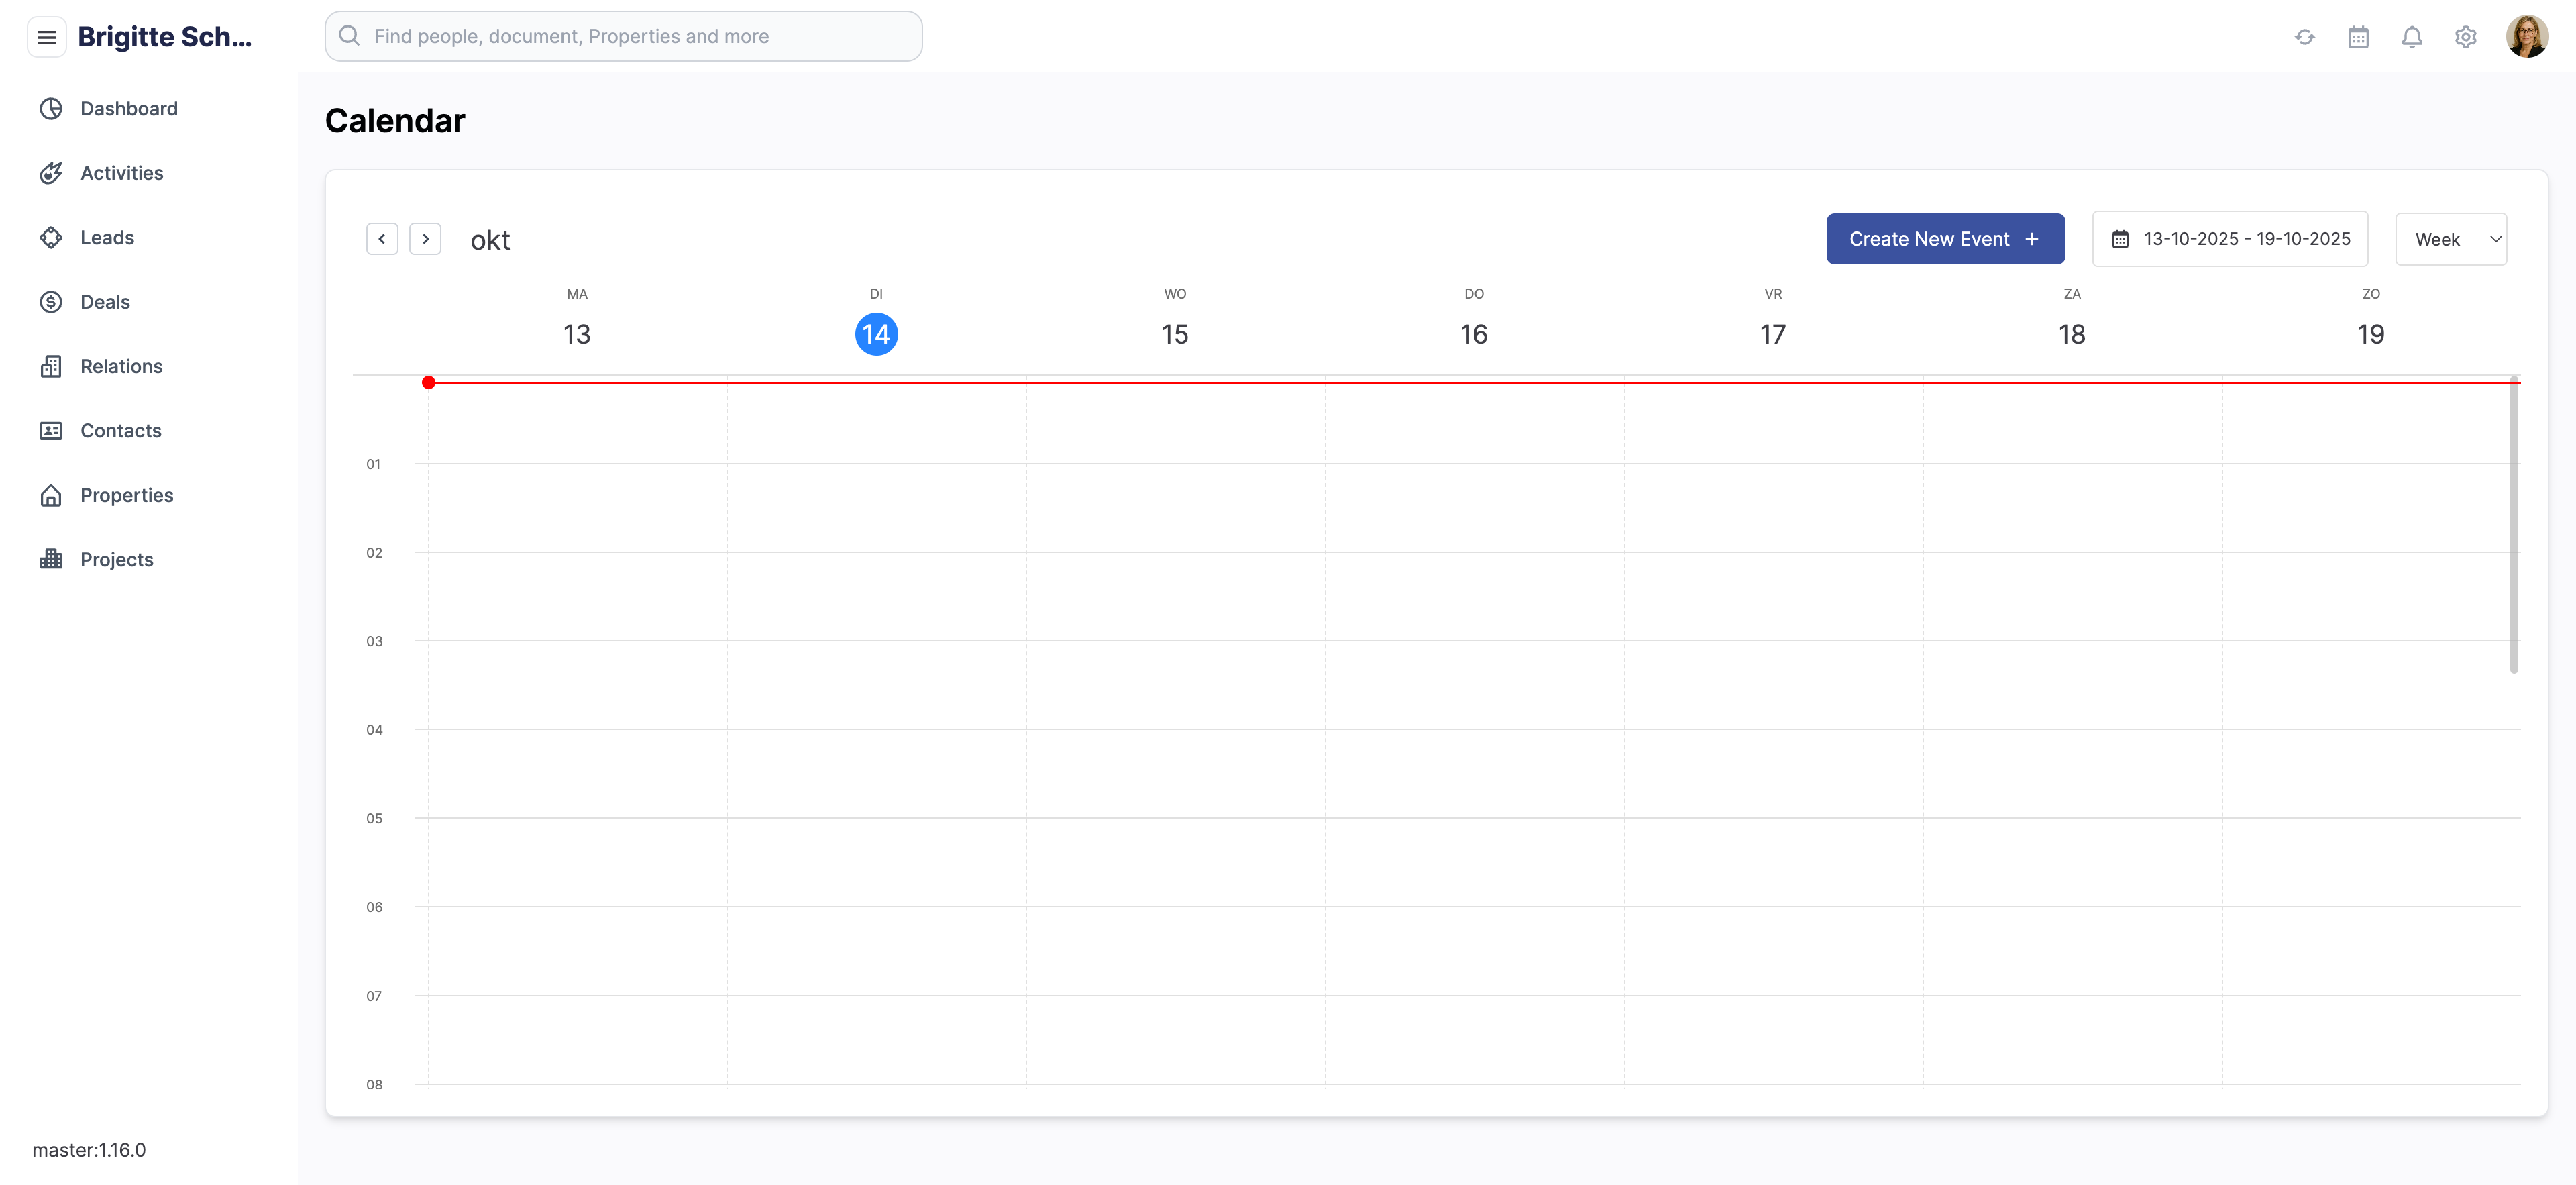 Brigitte Sch...
Find people, document, Properties and more
Dashboard
Activities
Leads
Deals
Relations
Contacts
Properties
Projects
master:1.16.0
Calendar
okt
Create New Event +
13-10-2025 - 19-10-2025
Week
MA DI WO DO VR ZA ZO
13 14 15 16 17 18 19
01
02
03
04
05
06
07
08